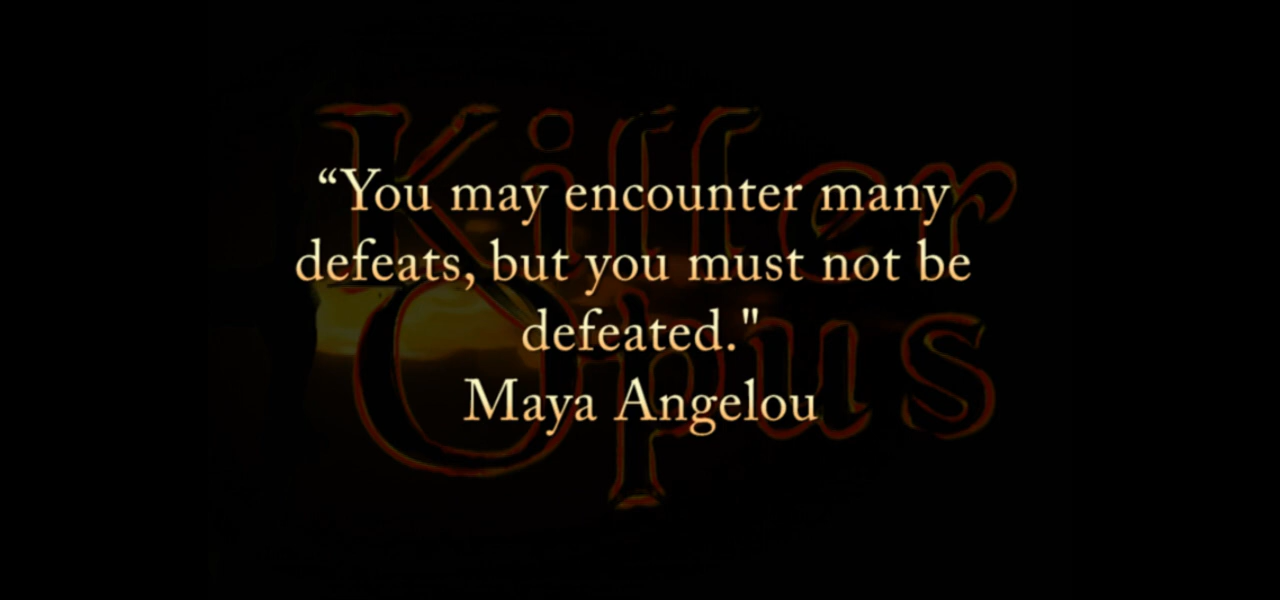 Killer
Opus
“You may encounter many
defeats, but you must not be
defeated."
Maya Angelou